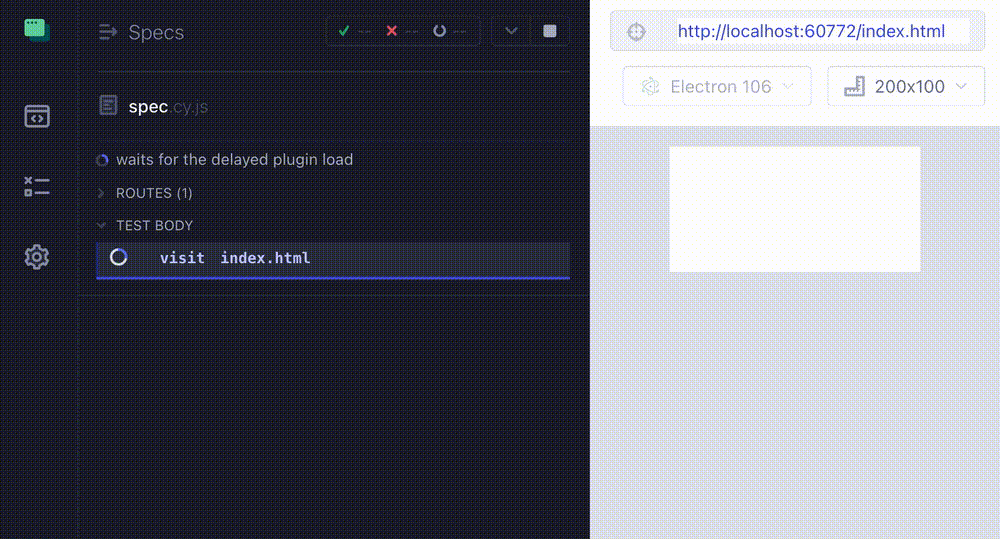 Specs
-- -- --
spec.cy.js
waits for the delayed plugin load
ROUTES (1)
TEST BODY
visit index.html
http://localhost:60772/index.html
Electron 106
200x100